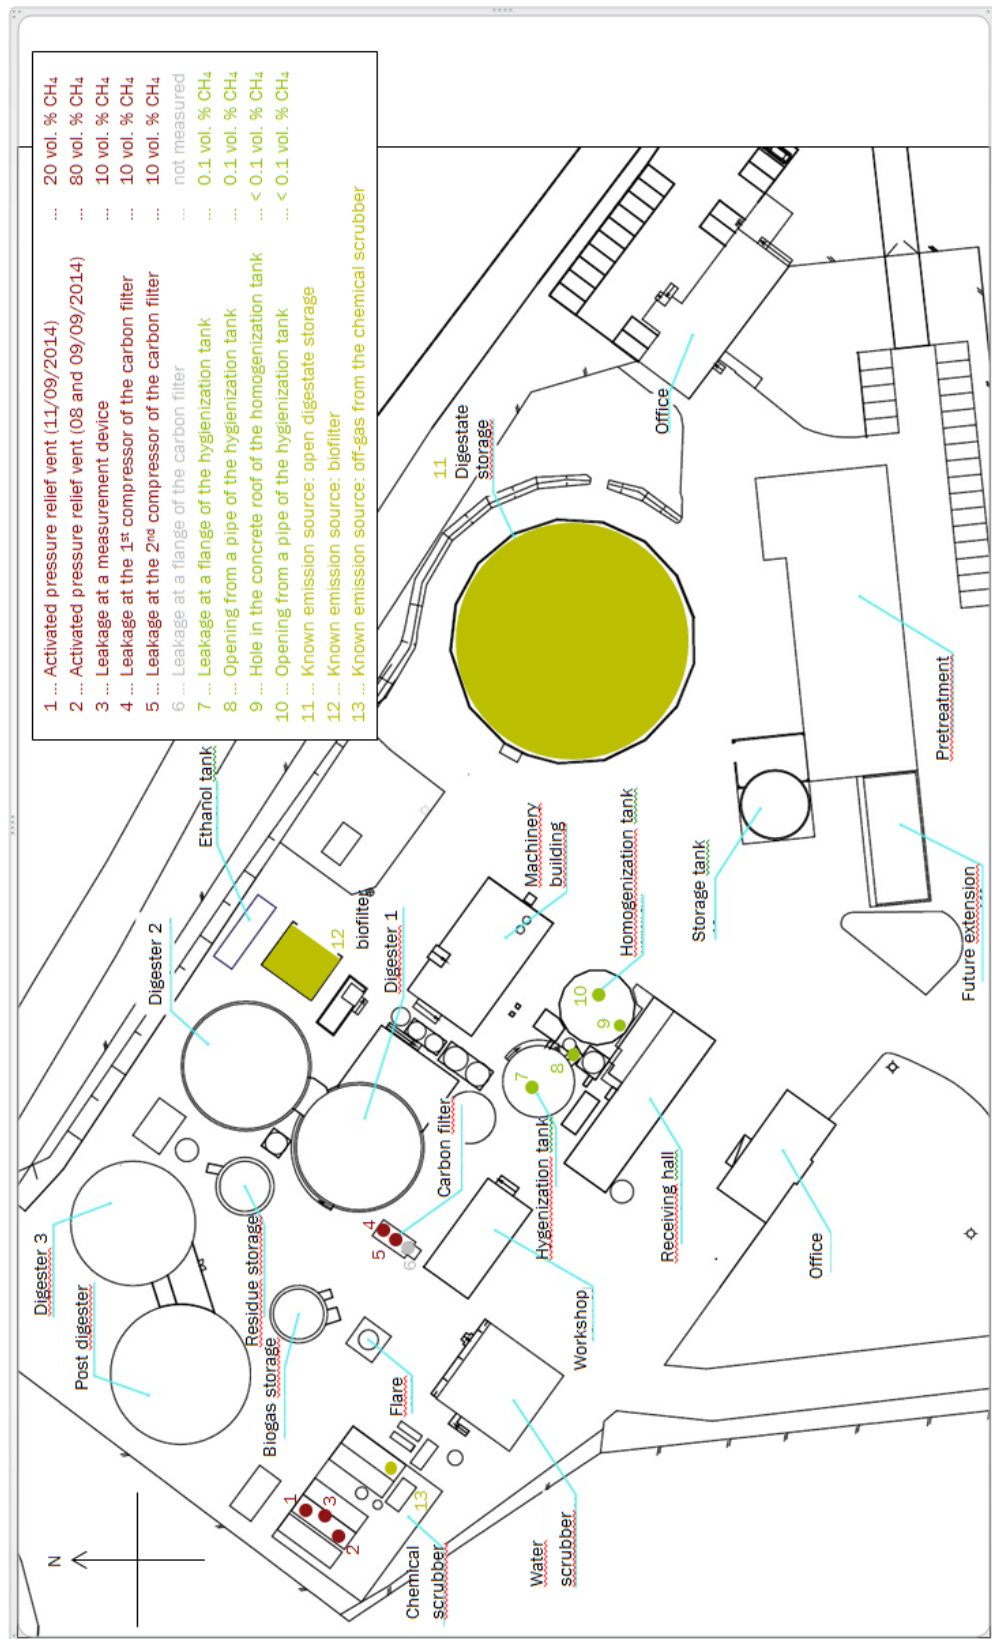 1 ... Activated pressure relief vent (11/09/2014) ... 20 vol. % CH₄
2 ... Activated pressure relief vent (08 and 09/09/2014) ... 80 vol. % CH₄
3 ... Leakage at a measurement device ... 10 vol. % CH₄
4 ... Leakage at the 1st compressor of the carbon filter ... 10 vol. % CH₄
5 ... Leakage at the 2nd compressor of the carbon filter ... 10 vol. % CH₄
6 ... Leakage at a flange of the carbon filter ... not measured
7 ... Leakage at a flange of the hygienization tank ... 0.1 vol. % CH₄
8 ... Opening from a pipe of the hygienization tank ... 0.1 vol. % CH₄
9 ... Hole in the concrete roof of the homogenization tank ... < 0.1 vol. % CH₄
10 ... Opening from a pipe of the hygienization tank ... < 0.1 vol. % CH₄
11 ... Known emission source: open digestate storage
12 ... Known emission source: biofilter
13 ... Known emission source: off-gas from the chemical scrubber
N
Digester 3
Post digester
Digester 2
Ethanol tank
Residue storage
Biogas storage
12
biofilter
Digester 1
Flare
Carbon filter
4
5
6
1
3
2
13
Chemical
scrubber
Water
scrubber
Workshop
Hygenization tank
7
8
9
10
Machinery
building
Homogenization tank
11
Digestate
storage
Office
Receiving hall
Storage tank
Office
Pretreatment
Future extension